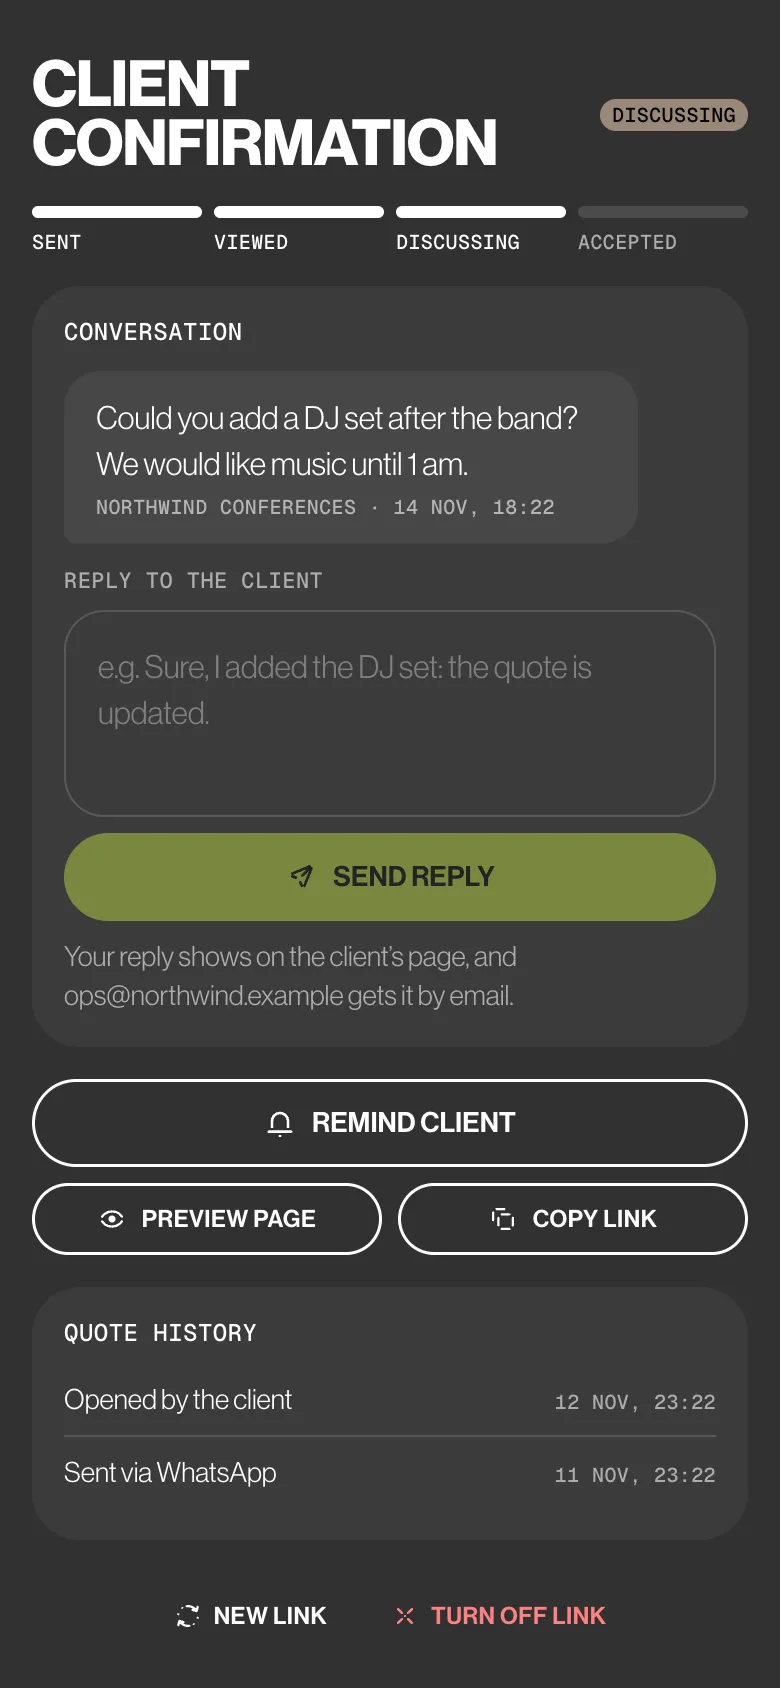 CLIENT
CONFIRMATION
DISCUSSING
SENT
VIEWED
DISCUSSING
ACCEPTED
CONVERSATION
Could you add a DJ set after the band?
We would like music until 1 am.
NORTHWIND CONFERENCES · 14 NOV, 18:22
REPLY TO THE CLIENT
e.g. Sure, I added the DJ set: the quote is
updated.
SEND REPLY
Your reply shows on the client's page, and
ops@northwind.example gets it by email.
REMIND CLIENT
PREVIEW PAGE
COPY LINK
QUOTE HISTORY
Opened by the client 12 NOV, 23:22
Sent via WhatsApp 11 NOV, 23:22
NEW LINK
TURN OFF LINK